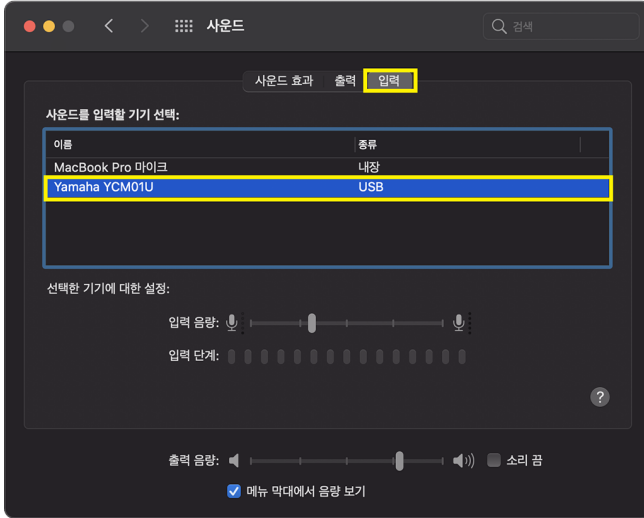 사운드
검색
사운드 효과 출력 입력
사운드를 입력할 기기 선택:
이름 종류
MacBook Pro 마이크 내장
Yamaha YCM01U USB
선택한 기기에 대한 설정:
입력 음량:
입력 단계:
?
출력 음량: 소리 끔
메뉴 막대에서 음량 보기